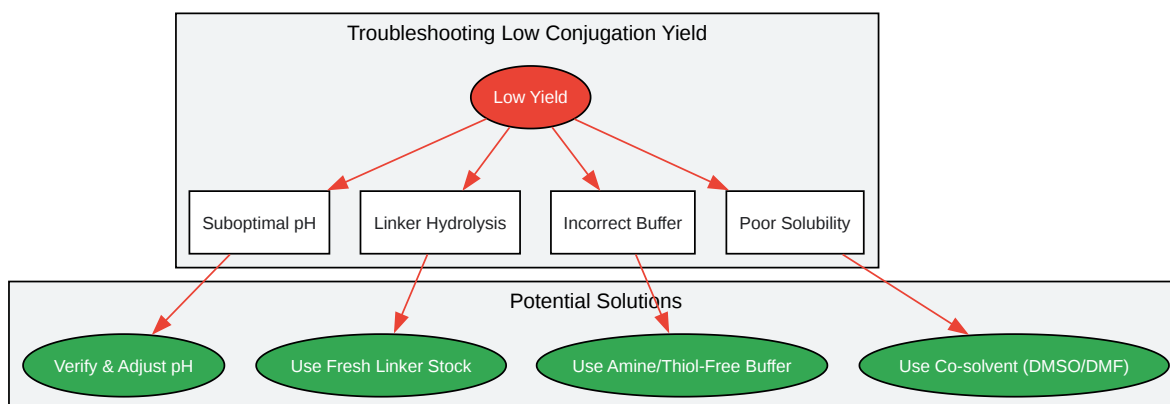 Troubleshooting Low Conjugation Yield
Low Yield
Suboptimal pH
Linker Hydrolysis
Incorrect Buffer
Poor Solubility
Potential Solutions
Verify & Adjust pH
Use Fresh Linker Stock
Use Amine/Thiol-Free Buffer
Use Co-solvent (DMSO/DMF)